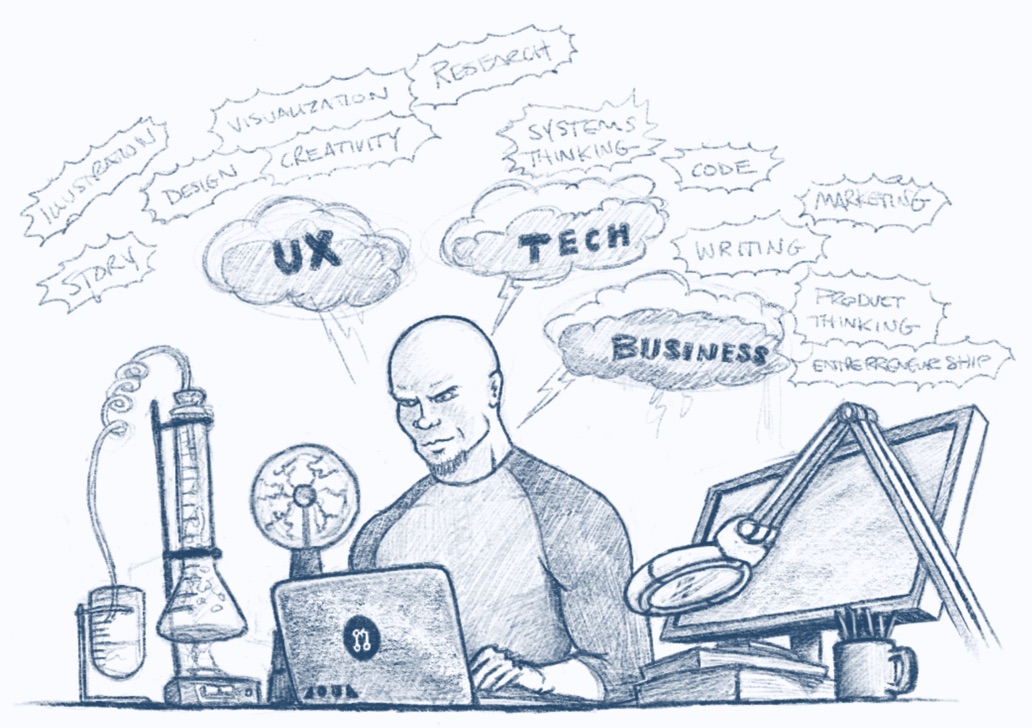 RESEARCH
VISUALIZATION
CREATIVITY
ILLUSTRATION
DESIGN
STORY
UX
SYSTEMS
THINKING
CODE
TECH
MARKETING
WRITING
PRODUCT
THINKING
BUSINESS
ENTREPRENEURSHIP